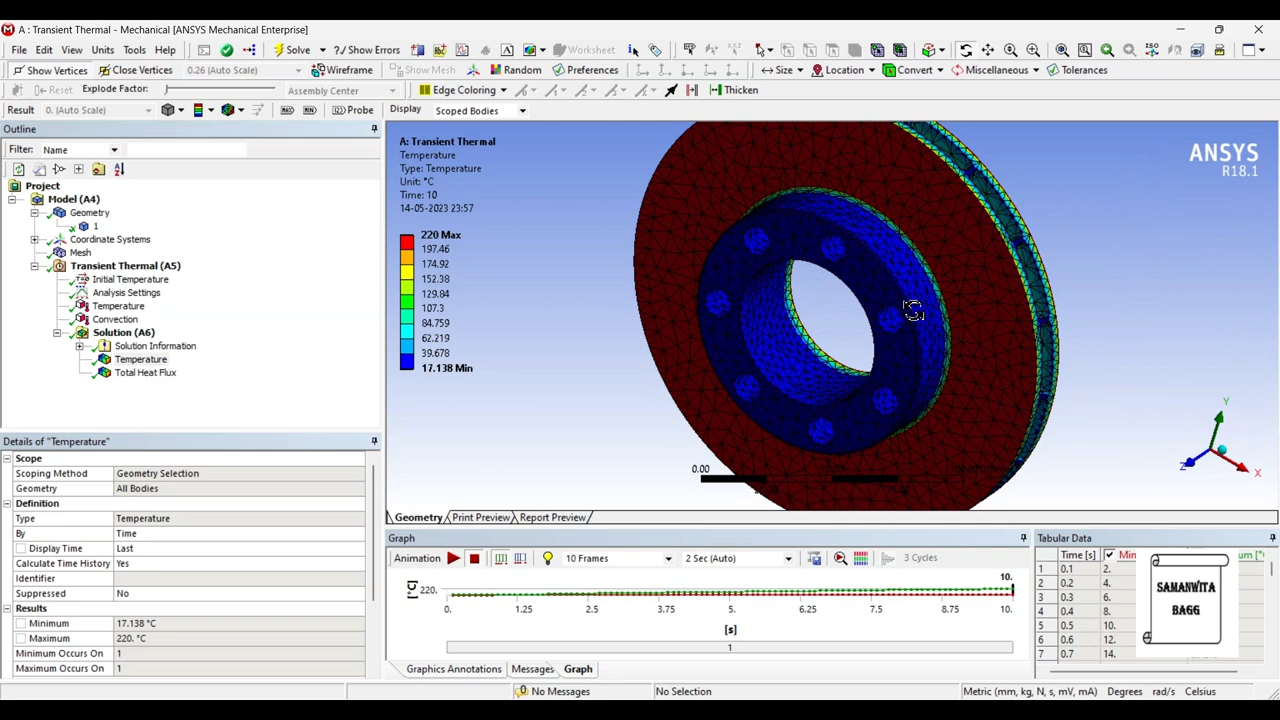 A : Transient Thermal - Mechanical [ANSYS Mechanical Enterprise]
File Edit View Units Tools Help Solve ?/ Show Errors Worksheet
Show Vertices Close Vertices 0.26 (Auto Scale) Wireframe Show Mesh Random Preferences Size Location Convert Miscellaneous Tolerances
Reset Explode Factor: Assembly Center Edge Coloring Thicken
Result 0. (Auto Scale) Probe Display Scoped Bodies
Outline
Filter: Name
Project
Model (A4)
Geometry
1
Coordinate Systems
Mesh
Transient Thermal (A5)
Initial Temperature
Analysis Settings
Temperature
Convection
Solution (A6)
Solution Information
Temperature
Total Heat Flux
Details of "Temperature"
Scope
Scoping Method Geometry Selection
Geometry All Bodies
Definition
Type Temperature
By Time
Display Time Last
Calculate Time History Yes
Identifier
Suppressed No
Results
Minimum 17.138 °C
Maximum 220. °C
Minimum Occurs On 1
Maximum Occurs On 1
A: Transient Thermal
Temperature
Type: Temperature
Unit: °C
Time: 10
14-05-2023 23:57
220 Max
197.46
174.92
152.38
129.84
107.3
84.759
62.219
39.678
17.138 Min
ANSYS
R18.1
0.00
Y
Z
X
Geometry Print Preview Report Preview
Graph
Animation 10 Frames 2 Sec (Auto) 3 Cycles
[°C]
220.
10.
0. 1.25 2.5 3.75 5. 6.25 7.5 8.75 10.
[s]
1
Graphics Annotations Messages Graph
Tabular Data
Time [s]
1 0.1 2.
2 0.2 4.
3 0.3 6.
4 0.4 8.
5 0.5 10.
6 0.6 12.
7 0.7 14.
SAMANWITA
BAGG
0 No Messages No Selection Metric (mm, kg, N, s, mV, mA) Degrees rad/s Celsius